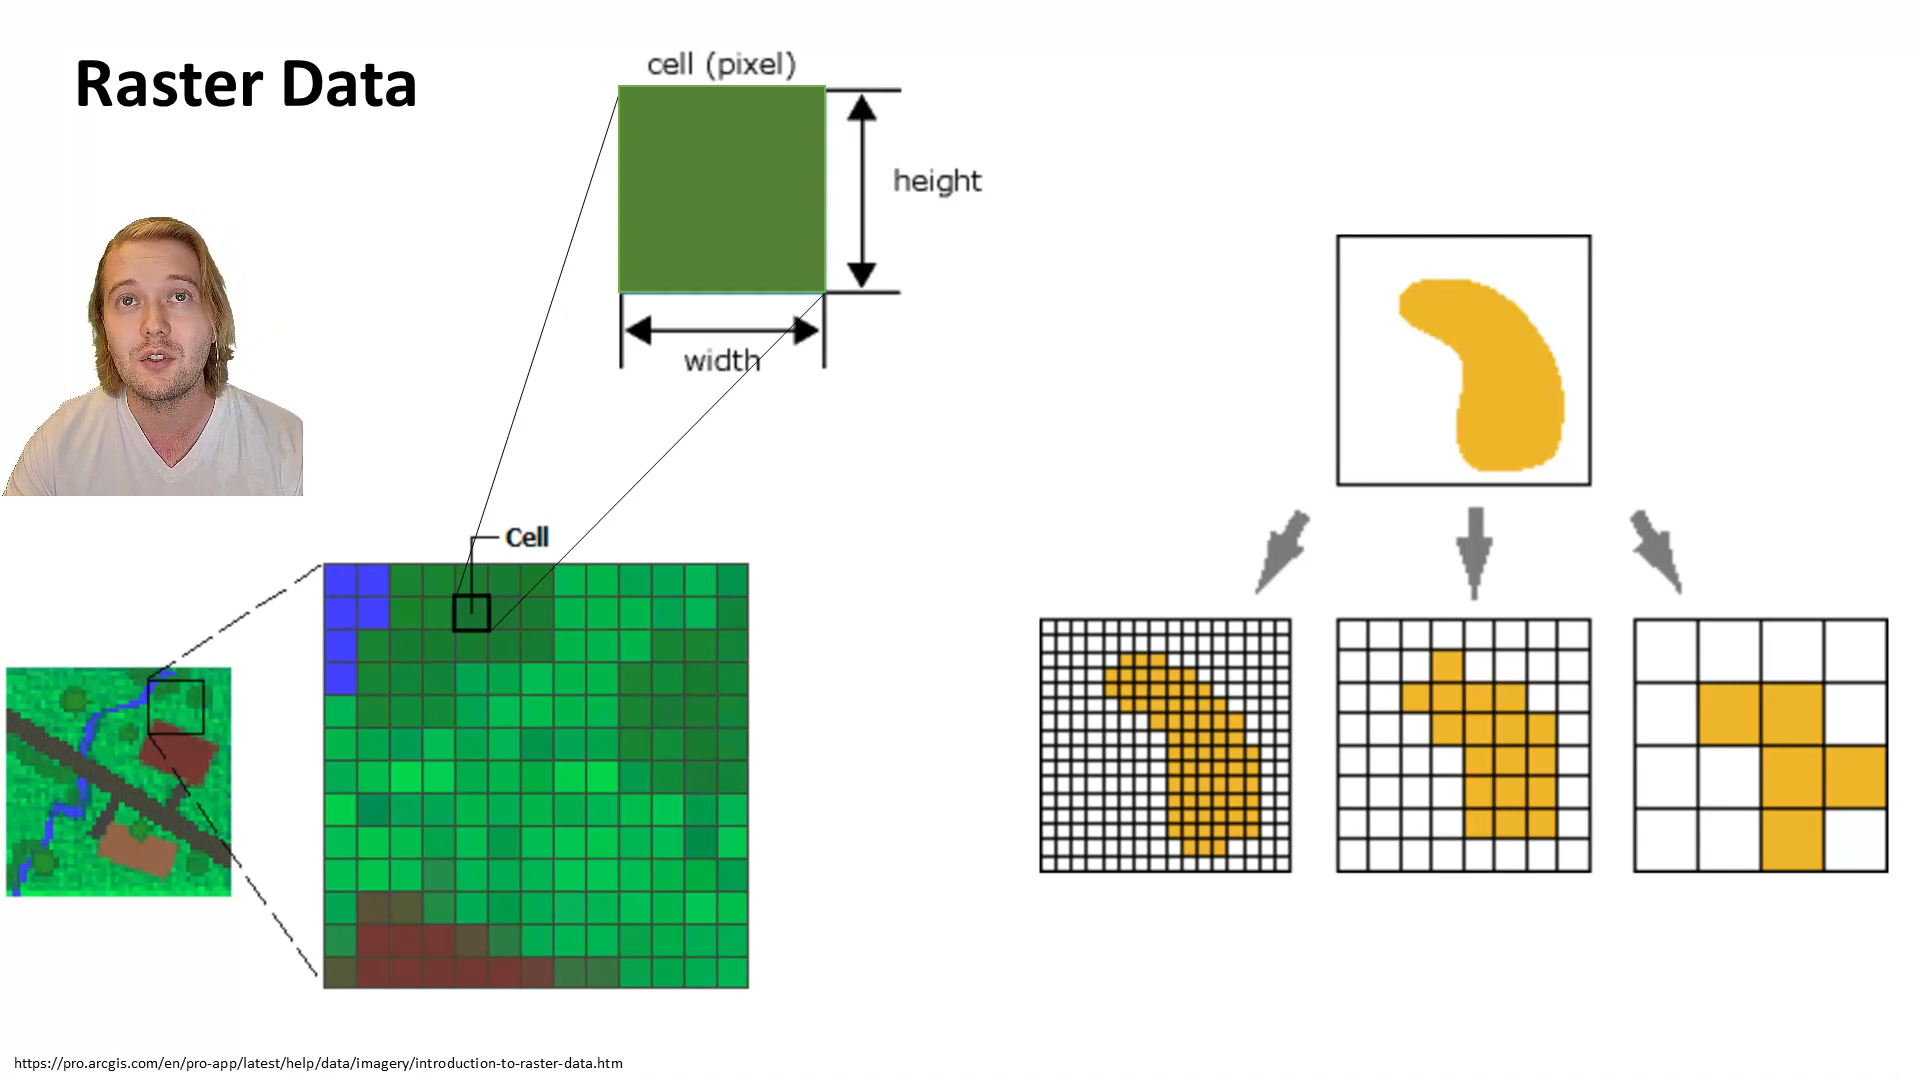 Raster Data
cell (pixel)
height
width
Cell
https://pro.arcgis.com/en/pro-app/latest/help/data/imagery/introduction-to-raster-data.htm